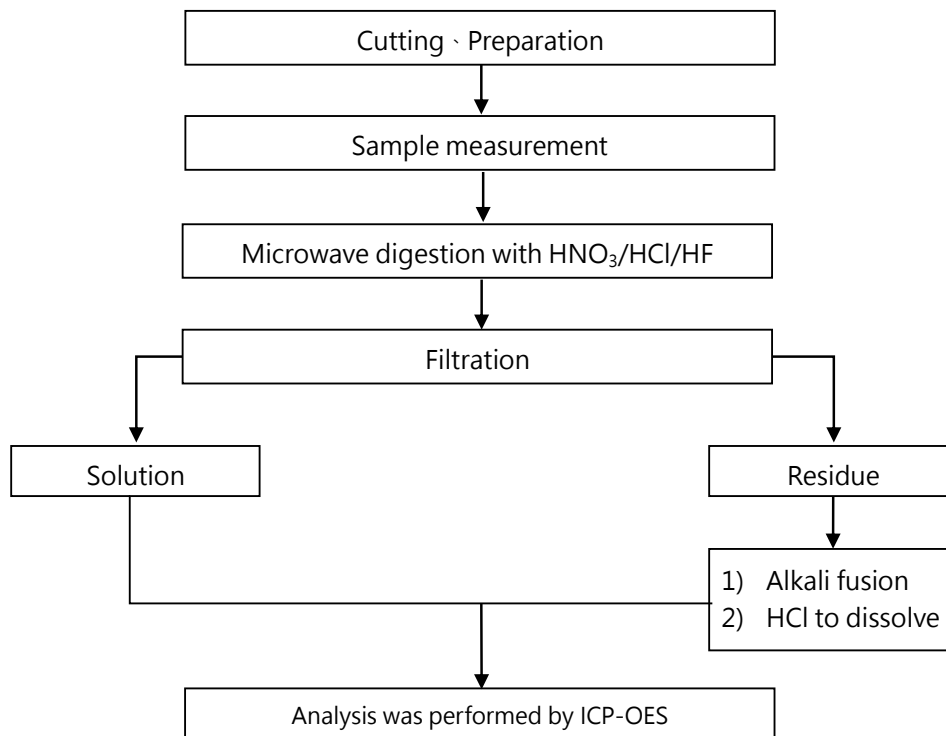 Cutting、Preparation
Sample measurement
Microwave digestion with HNO₃/HCl/HF
Filtration
Solution
Residue
1) Alkali fusion
2) HCl to dissolve
Analysis was performed by ICP-OES